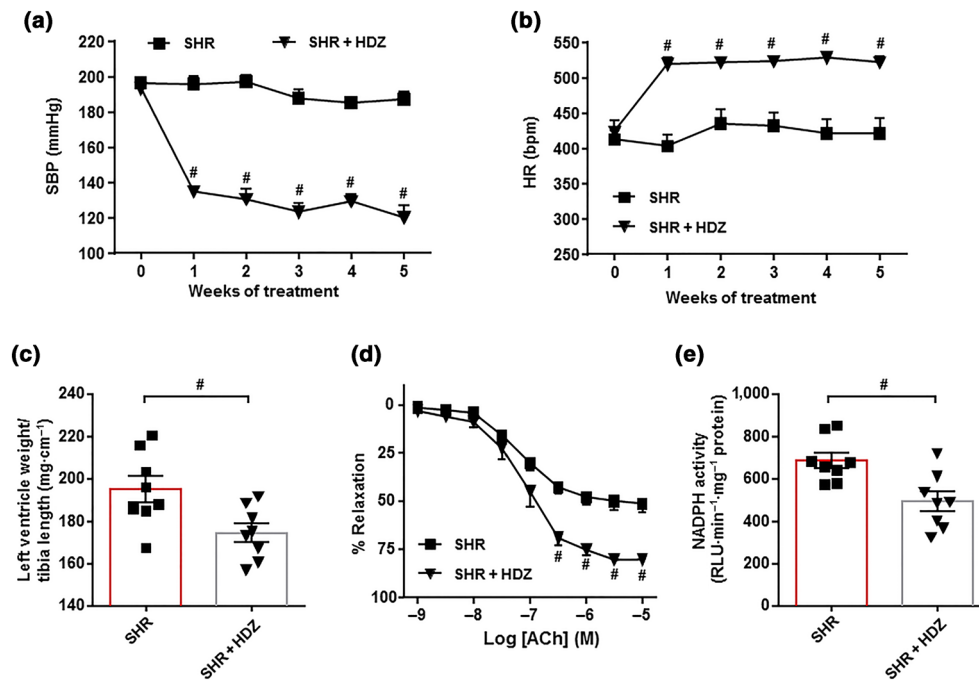 (a)
SHR
SHR + HDZ
220
200
180
160
140
120
100
SBP (mmHg)
#
#
#
#
#
0 1 2 3 4 5
Weeks of treatment
(b)
550
500
450
400
350
300
250
HR (bpm)
# # # # #
SHR
SHR + HDZ
0 1 2 3 4 5
Weeks of treatment
(c)
240
220
200
180
160
140
Left ventricle weight/
tibia length (mg·cm⁻¹)
#
SHR
SHR + HDZ
(d)
0
25
50
75
100
% Relaxation
SHR
SHR + HDZ
# # # #
−9 −8 −7 −6 −5
Log [ACh] (M)
(e)
1,000
800
600
400
200
0
NADPH activity
(RLU·min⁻¹·mg⁻¹ protein)
#
SHR
SHR + HDZ